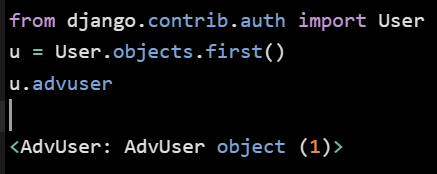 from django.contrib.auth import User
u = User.objects.first()
u.advuser
<AdvUser: AdvUser object (1)>